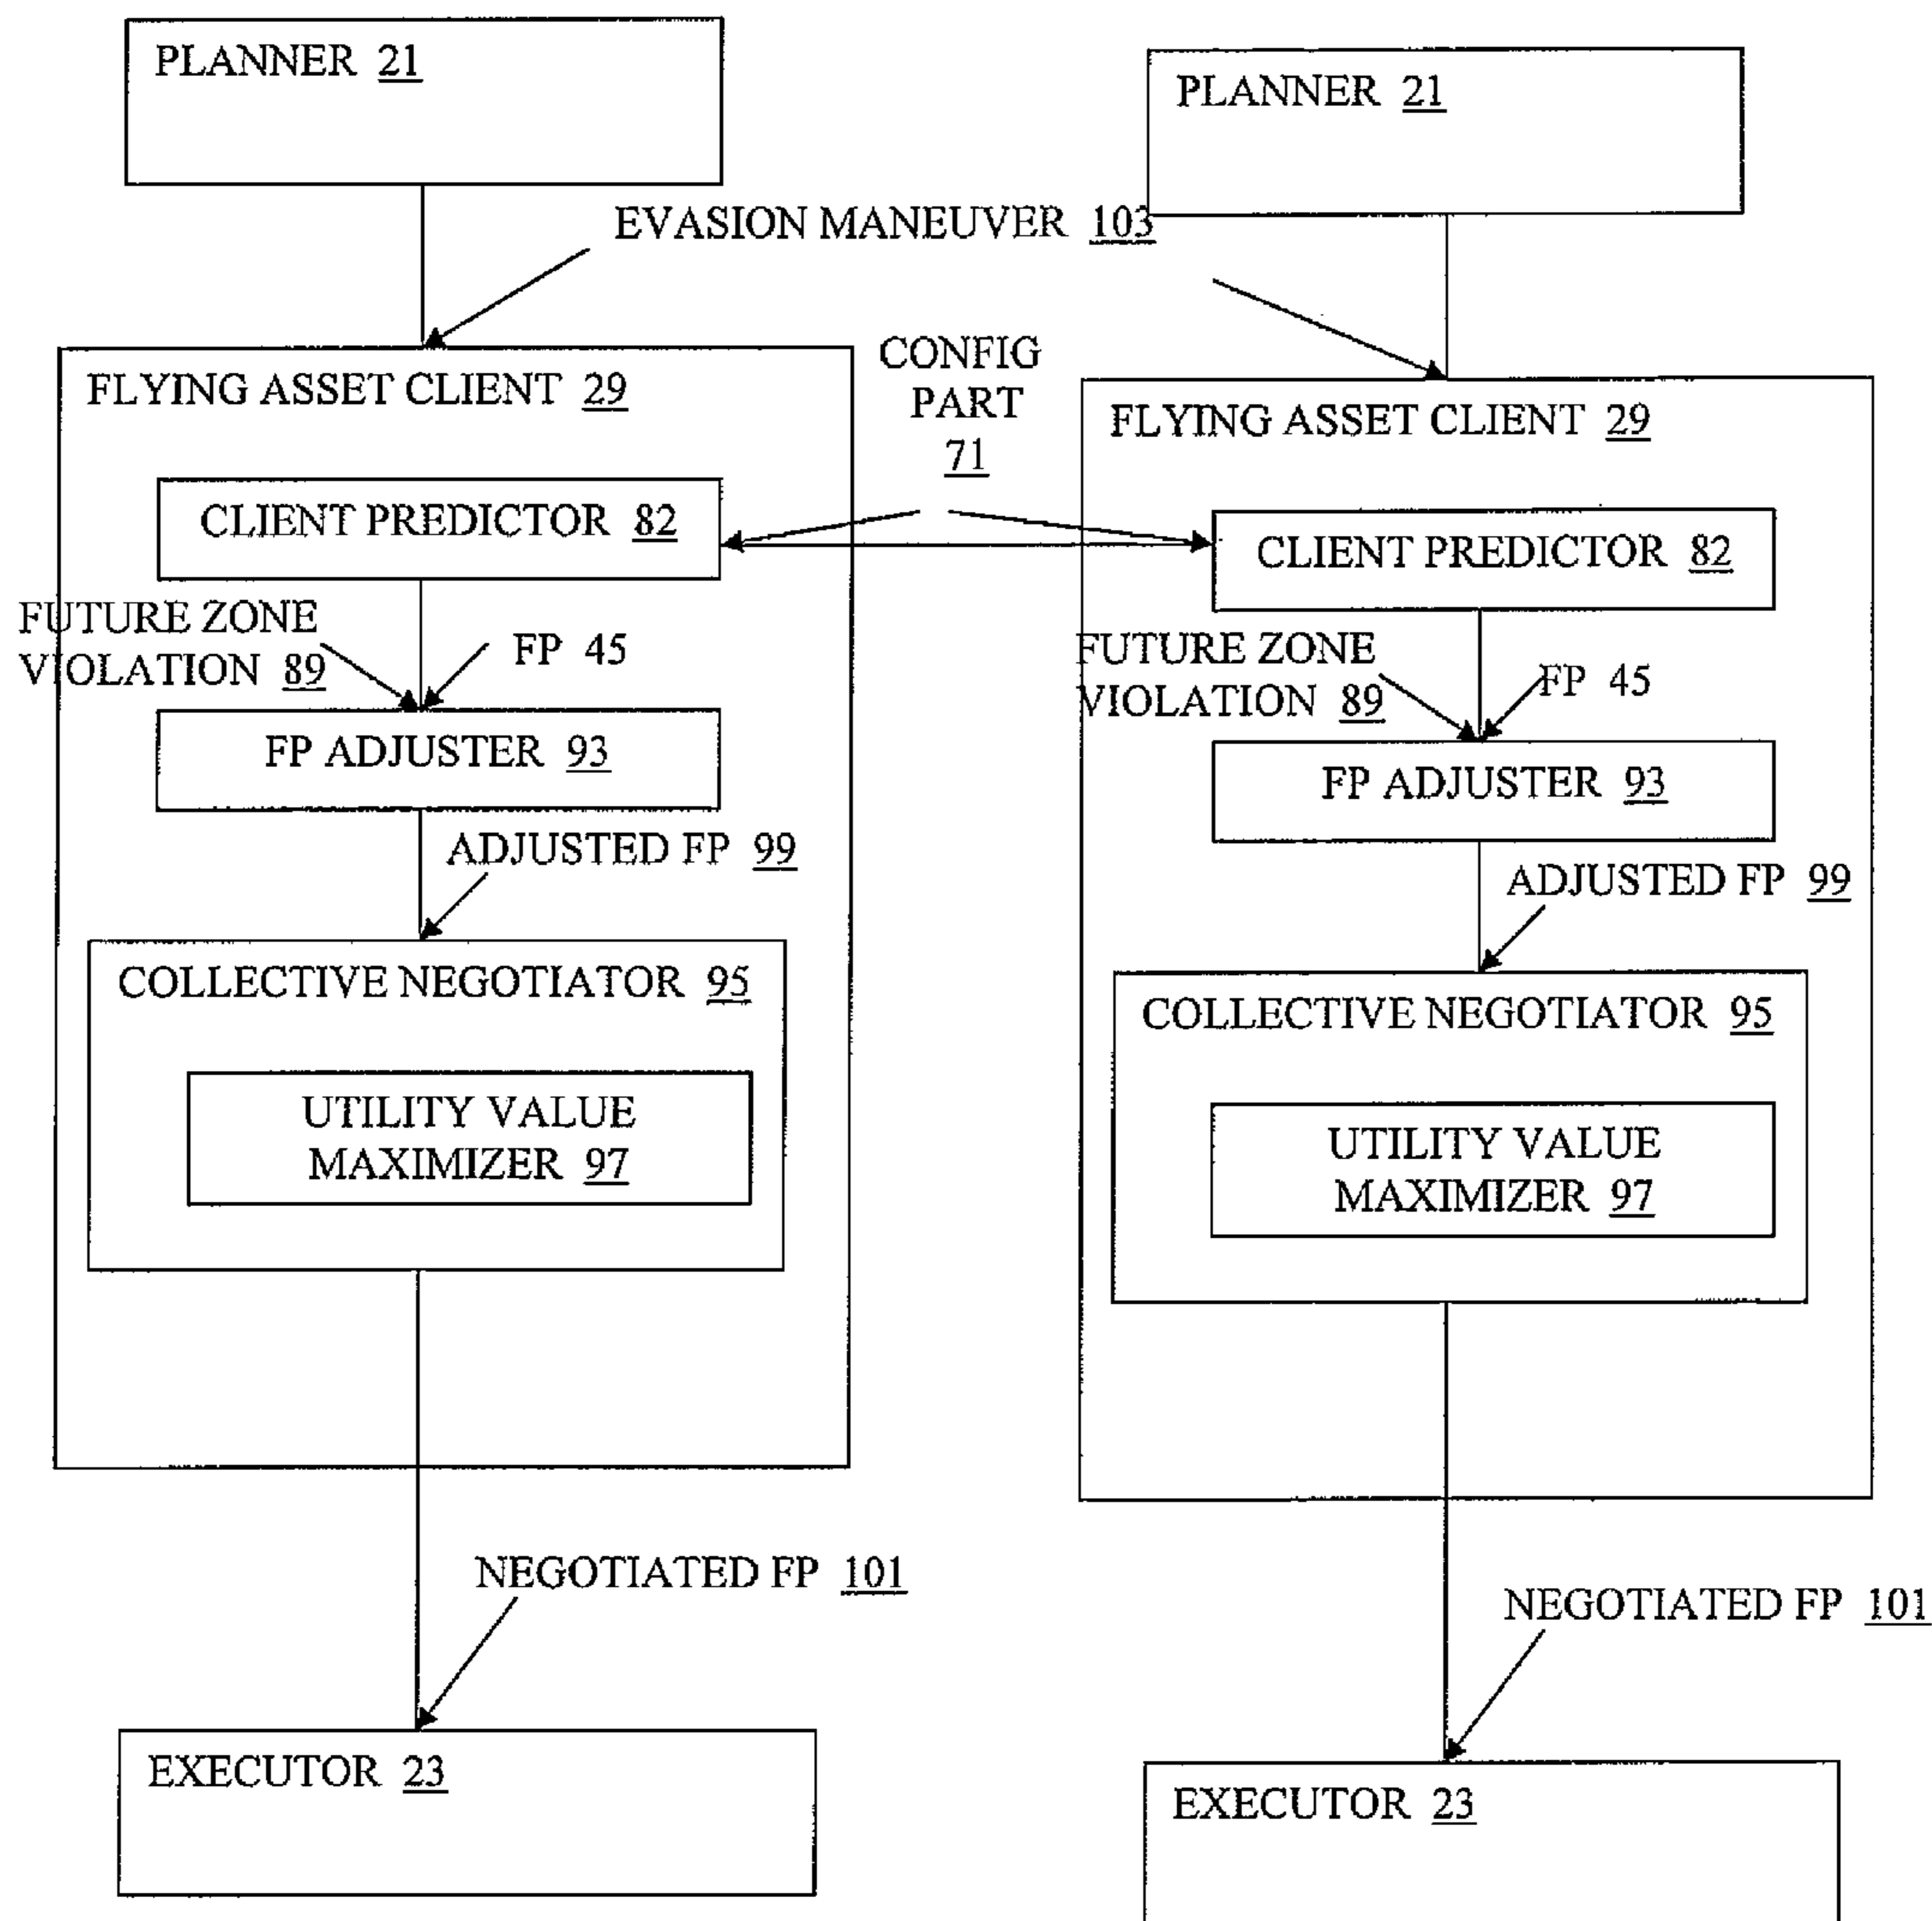 PLANNER 21
PLANNER 21
EVASION MANEUVER 103
CONFIG
PART
71
FLYING ASSET CLIENT 29
FLYING ASSET CLIENT 29
CLIENT PREDICTOR 82
CLIENT PREDICTOR 82
FUTURE ZONE
VIOLATION 89
FP 45
FUTURE ZONE
VIOLATION 89
FP 45
FP ADJUSTER 93
FP ADJUSTER 93
ADJUSTED FP 99
ADJUSTED FP 99
COLLECTIVE NEGOTIATOR 95
COLLECTIVE NEGOTIATOR 95
UTILITY VALUE
MAXIMIZER 97
UTILITY VALUE
MAXIMIZER 97
NEGOTIATED FP 101
NEGOTIATED FP 101
EXECUTOR 23
EXECUTOR 23